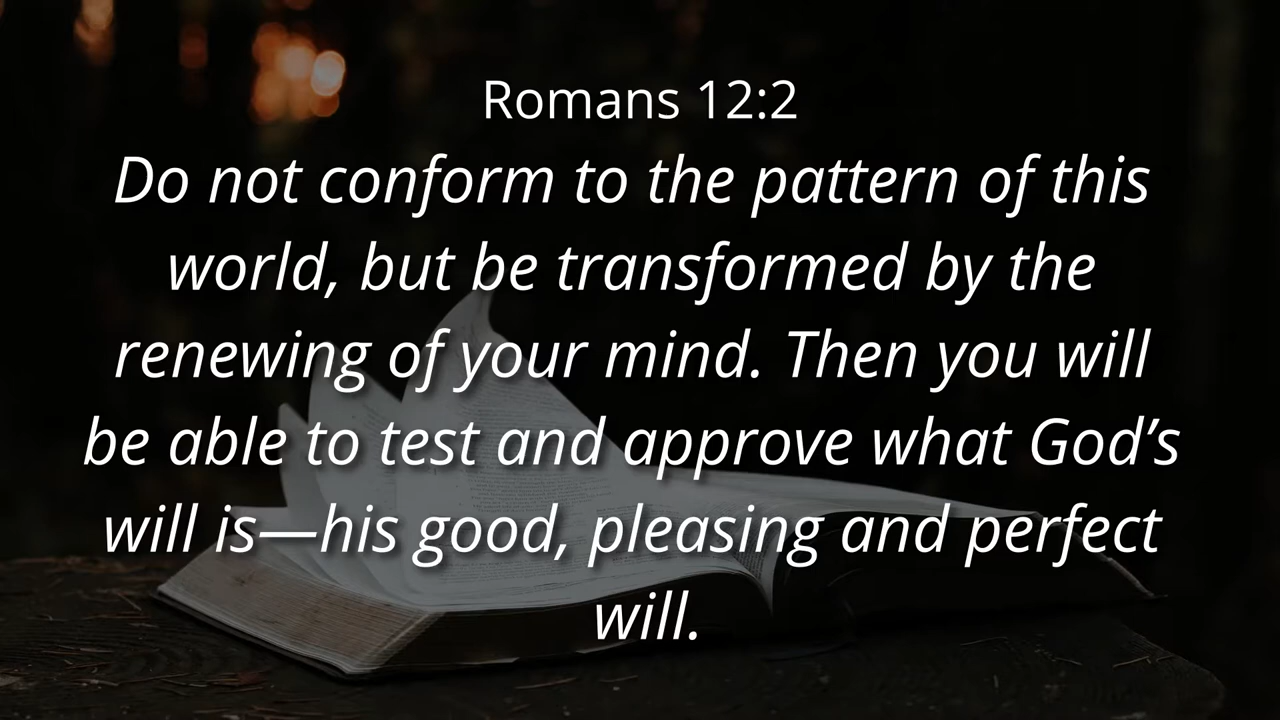 Romans 12:2
Do not conform to the pattern of this
world, but be transformed by the
renewing of your mind. Then you will
be able to test and approve what God’s
will is—his good, pleasing and perfect
will.